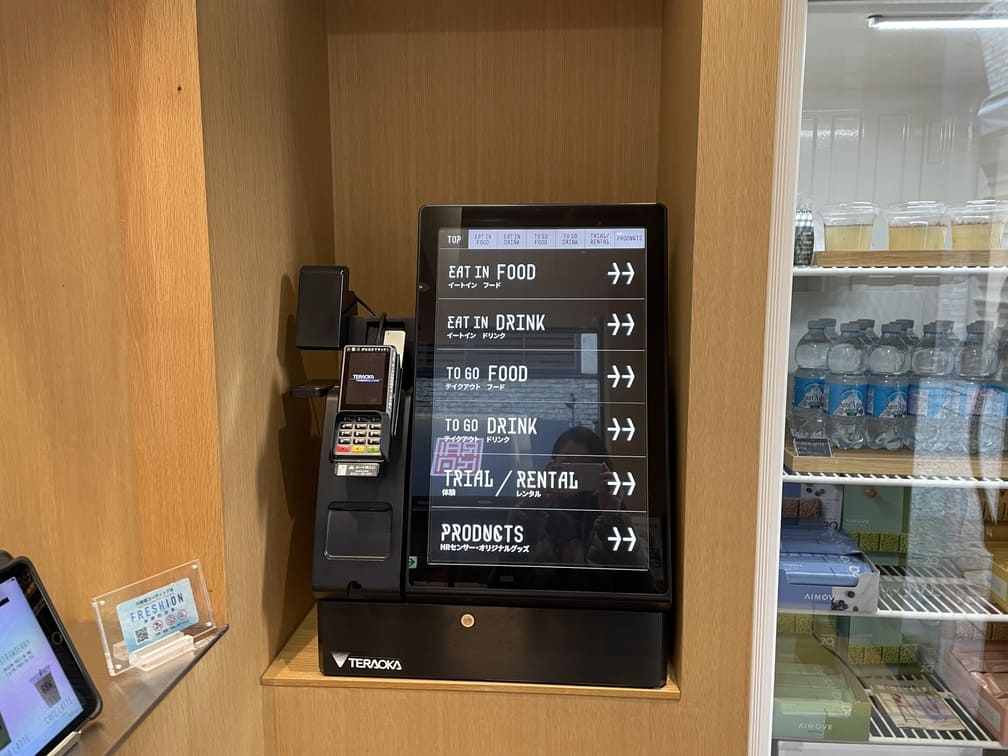 TOP
EAT IN FOOD
EAT IN DRINK
TO GO FOOD
TO GO DRINK
TRIAL/ RENTAL
PRODUCTS
EAT IN FOOD
イートイン フード
EAT IN DRINK
イートイン ドリンク
TO GO FOOD
テイクアウト フード
TO GO DRINK
テイクアウト ドリンク
TRIAL / RENTAL
体験 レンタル
PRODUCTS
HRセンサー・オリジナルグッズ
TERAOKA
TERAOKA
FRESHION
CAFE LATTE
AIMOVE
AIMOVE